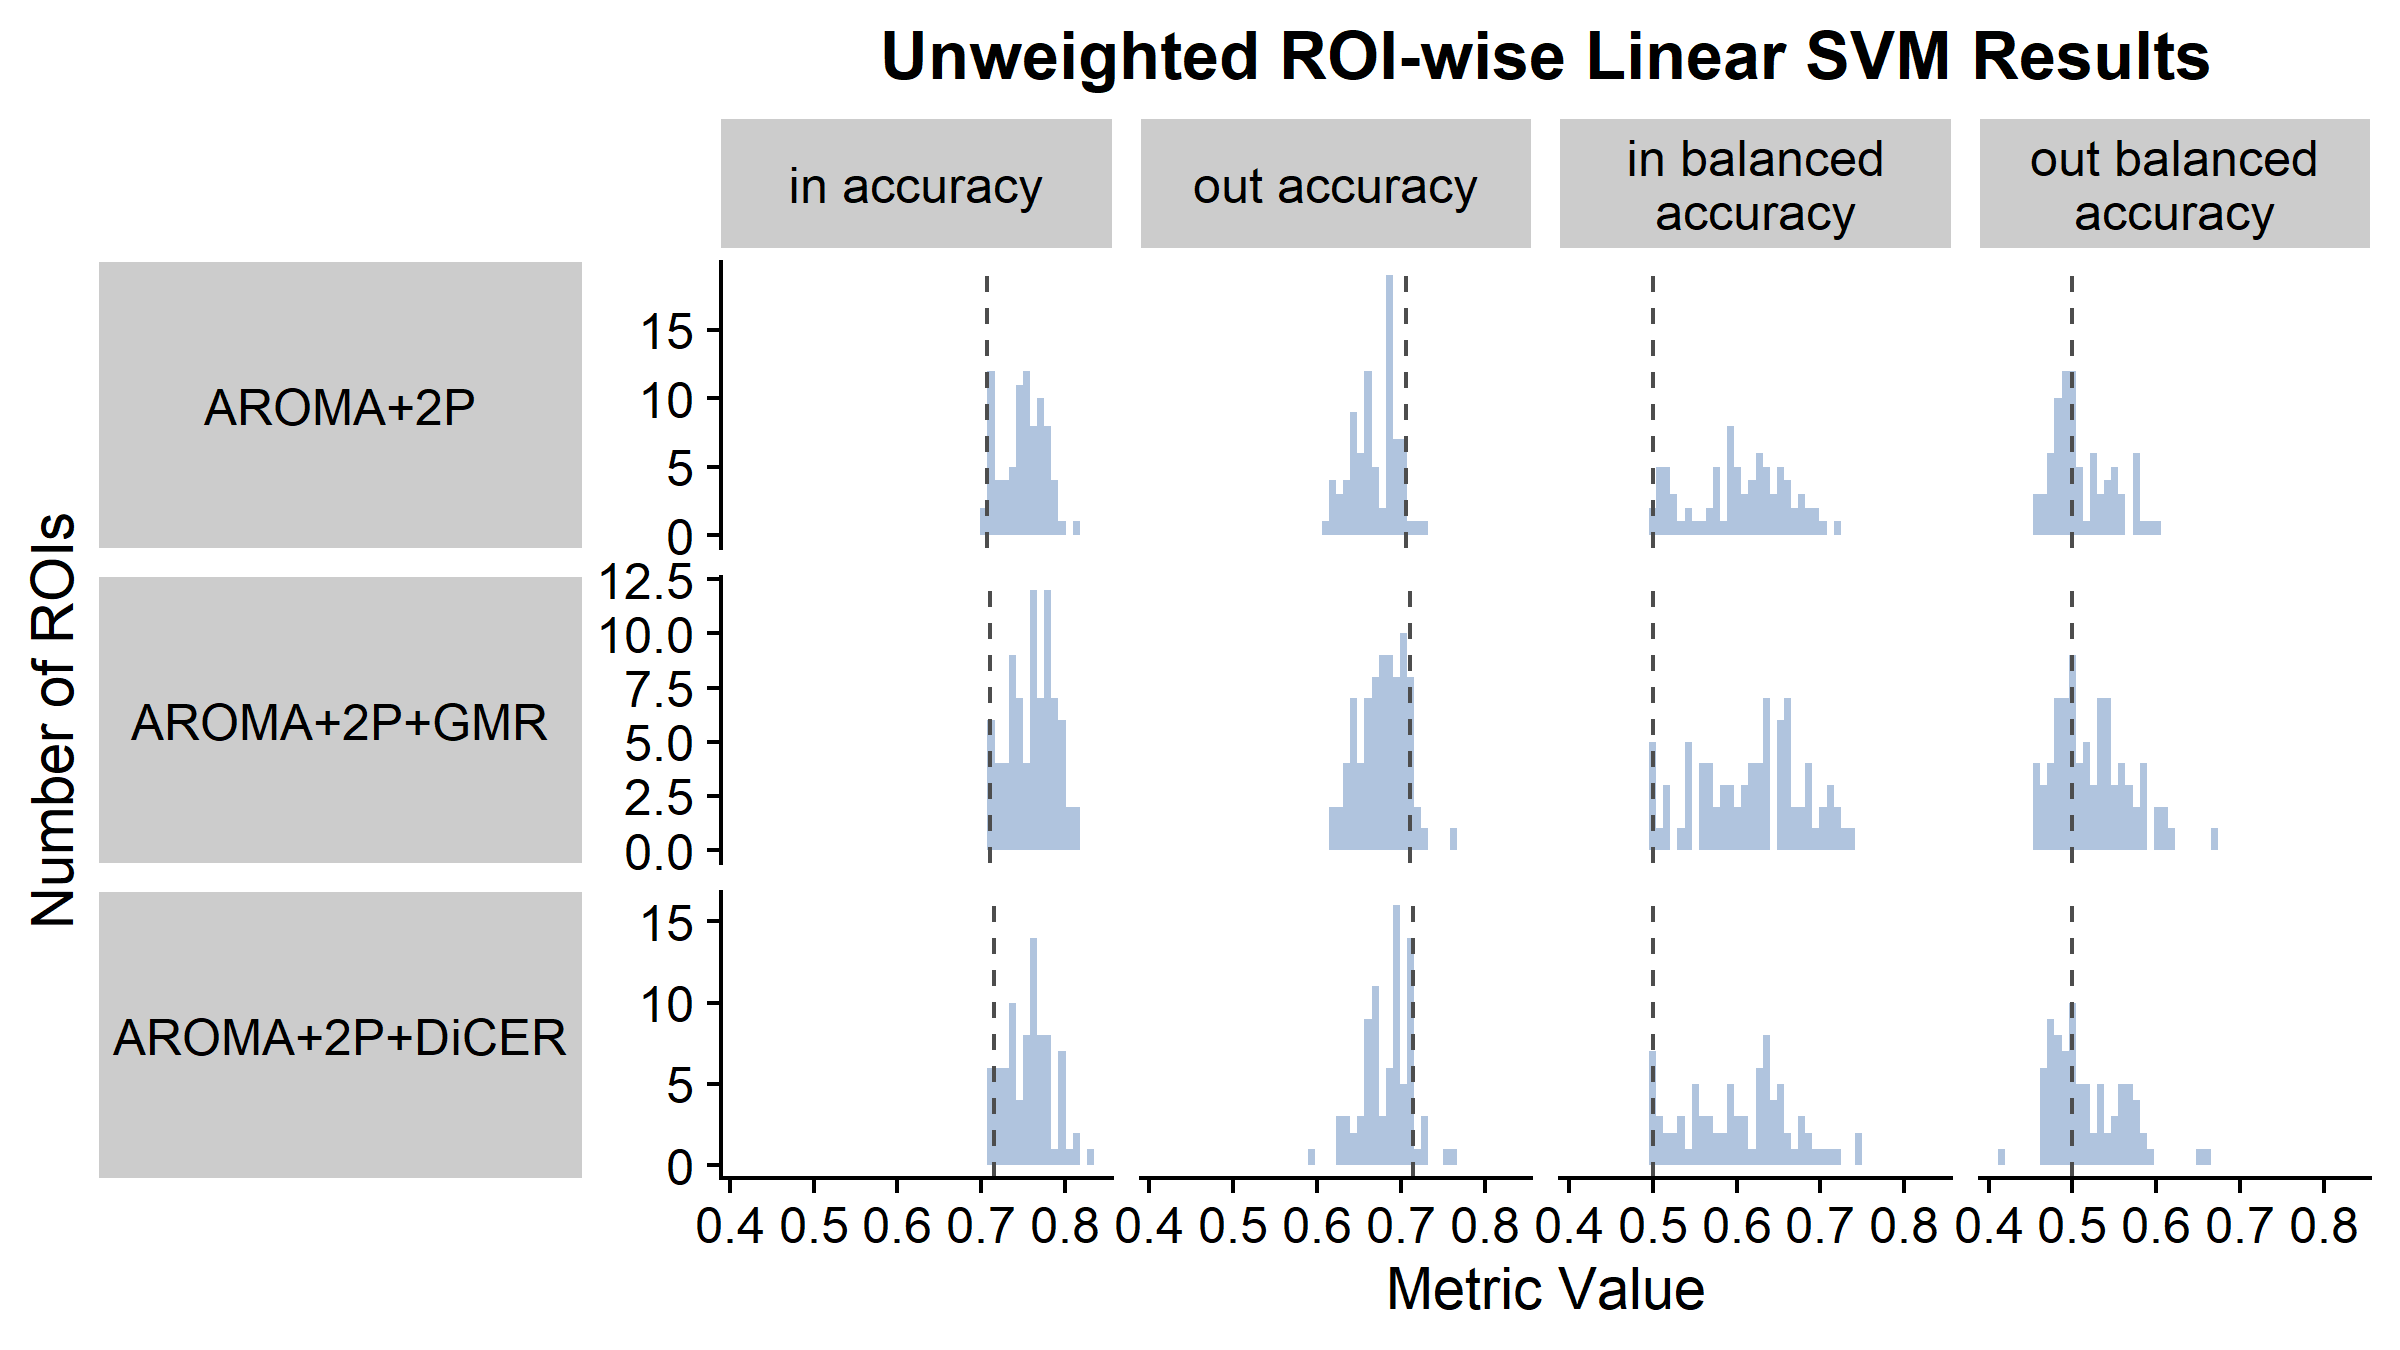 Unweighted ROI-wise Linear SVM Results
in accuracy
out accuracy
in balanced
accuracy
out balanced
accuracy
Number of ROIs
AROMA+2P
15
10
5
0
AROMA+2P+GMR
12.5
10.0
7.5
5.0
2.5
0.0
AROMA+2P+DiCER
15
10
5
0
0.4 0.5 0.6 0.7 0.8
0.4 0.5 0.6 0.7 0.8
0.4 0.5 0.6 0.7 0.8
0.4 0.5 0.6 0.7 0.8
Metric Value